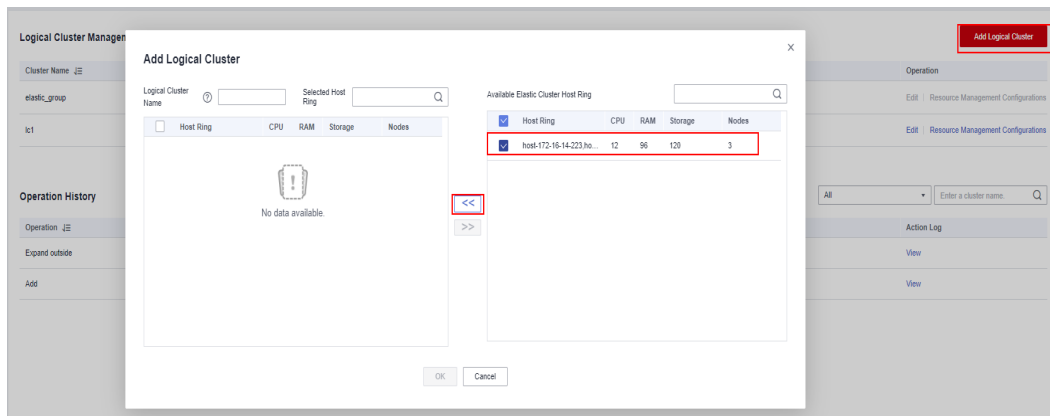 Logical Cluster Managem
Add Logical Cluster
Cluster Name
Operation
elastic_group
Edit | Resource Management Configurations
lc1
Edit | Resource Management Configurations
Operation History
All
Enter a cluster name.
Operation
Action Log
Expand outside
View
Add
View
Add Logical Cluster
X
Logical Cluster Name
?
Selected Host Ring
Host Ring CPU RAM Storage Nodes
No data available.
<<
>>
Available Elastic Cluster Host Ring
Host Ring CPU RAM Storage Nodes
host-172-16-14-223,ho... 12 96 120 3
OK
Cancel